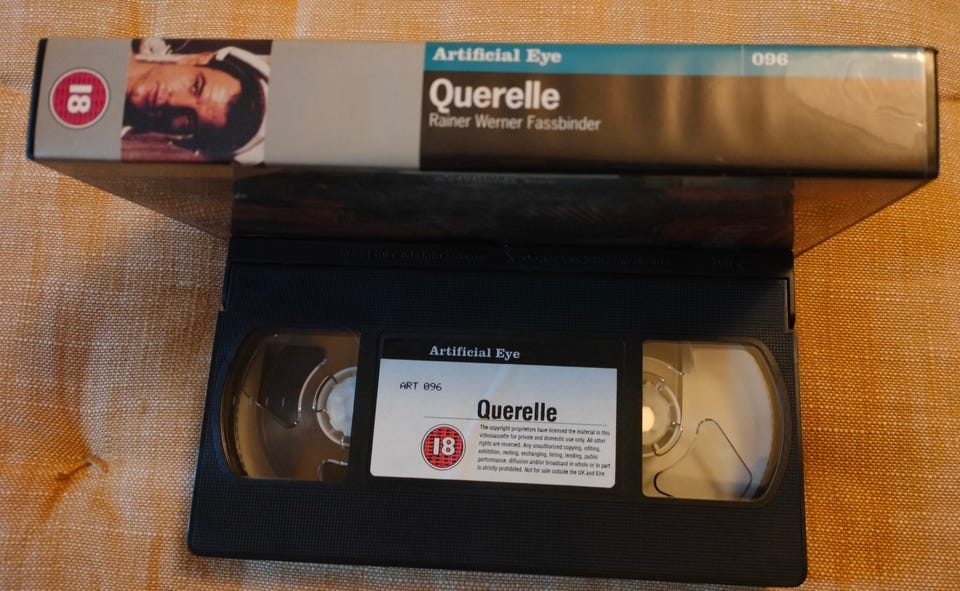 Artificial Eye 096
18
Querelle
Rainer Werner Fassbinder
Artificial Eye
ART 096
Querelle
18
The copyright proprietors have licensed the material in this
videocassette for private and domestic use only. All other
rights are reserved. Any unauthorised copying, editing,
exhibition, renting, exchanging, hiring, lending, public
performance, diffusion and/or broadcast in whole or in part
is strictly prohibited. Not for sale outside the UK and Eire